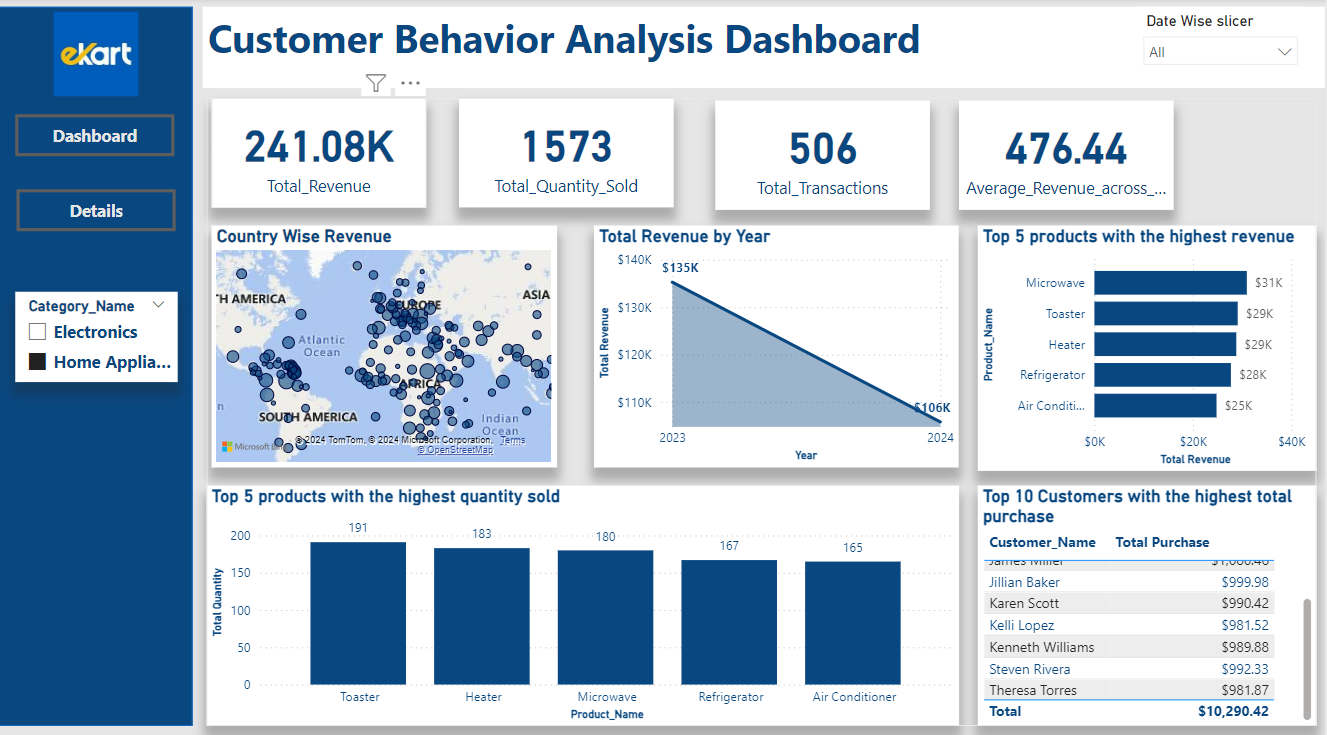 eKart
Customer Behavior Analysis Dashboard
Date Wise slicer
All
Dashboard
Details
Category_Name
Electronics
Home Applia...
241.08K
Total_Revenue
1573
Total_Quantity_Sold
506
Total_Transactions
476.44
Average_Revenue_across_...
Country Wise Revenue
TH AMERICA
EUROPE
ASIA
Atlantic
Ocean
AFRICA
SOUTH AMERICA
Indian
Ocean
© 2024 TomTom, © 2024 Microsoft Corporation, Terms
© OpenStreetMap
Total Revenue by Year
Total Revenue
$140K
$130K
$120K
$110K
$135K
$106K
2023
2024
Year
Top 5 products with the highest revenue
Product_Name
Microwave
$31K
Toaster
$29K
Heater
$29K
Refrigerator
$28K
Air Conditi...
$25K
$0K
$20K
$40K
Total Revenue
Top 5 products with the highest quantity sold
Total Quantity
200
150
100
50
0
191
183
180
167
165
Toaster
Heater
Microwave
Refrigerator
Air Conditioner
Product_Name
Top 10 Customers with the highest total
purchase
Customer_Name Total Purchase
James Miller
Jillian Baker $999.98
Karen Scott $990.42
Kelli Lopez $981.52
Kenneth Williams $989.88
Steven Rivera $992.33
Theresa Torres $981.87
Total $10,290.42